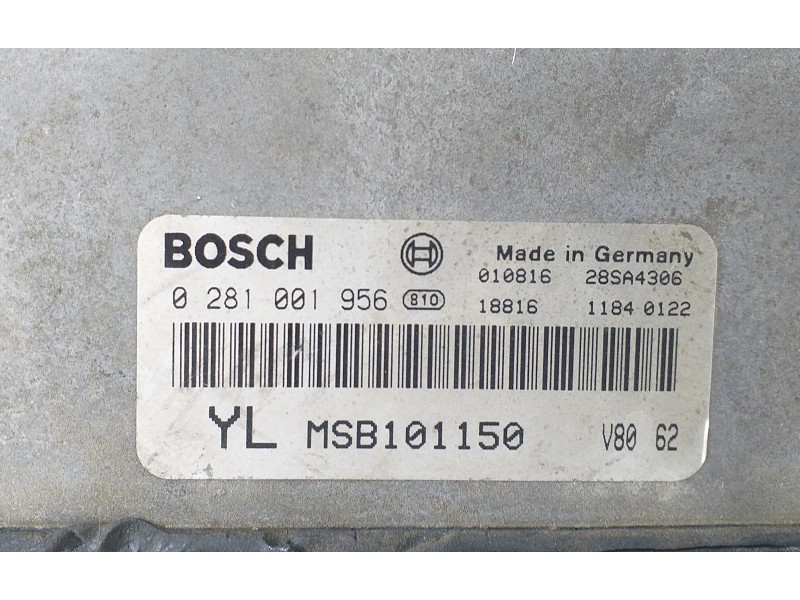 BOSCH Made in Germany
010816 28SA4306
0 281 001 956 810 18816 1184 0122
YL MSB101150 V80 62